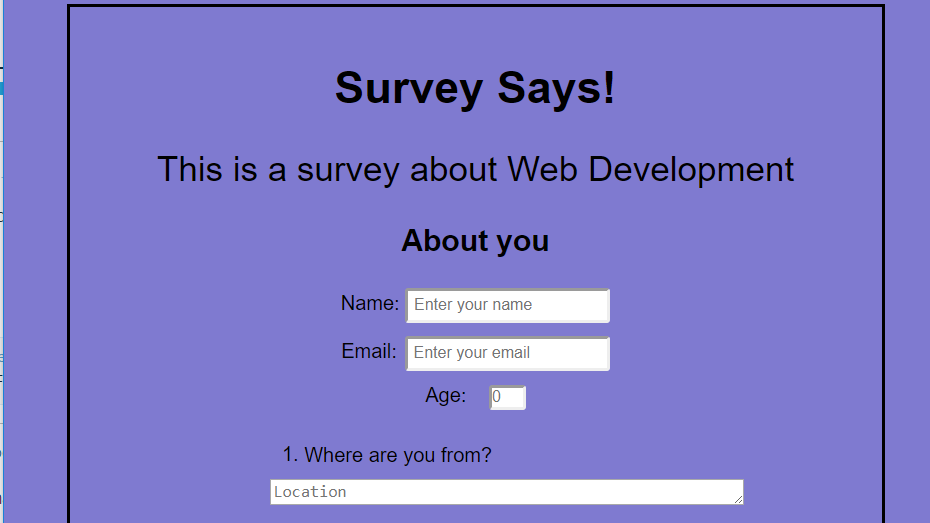 Survey Says!
This is a survey about Web Development
About you
Name: Enter your name
Email: Enter your email
Age: 0
1. Where are you from?
Location